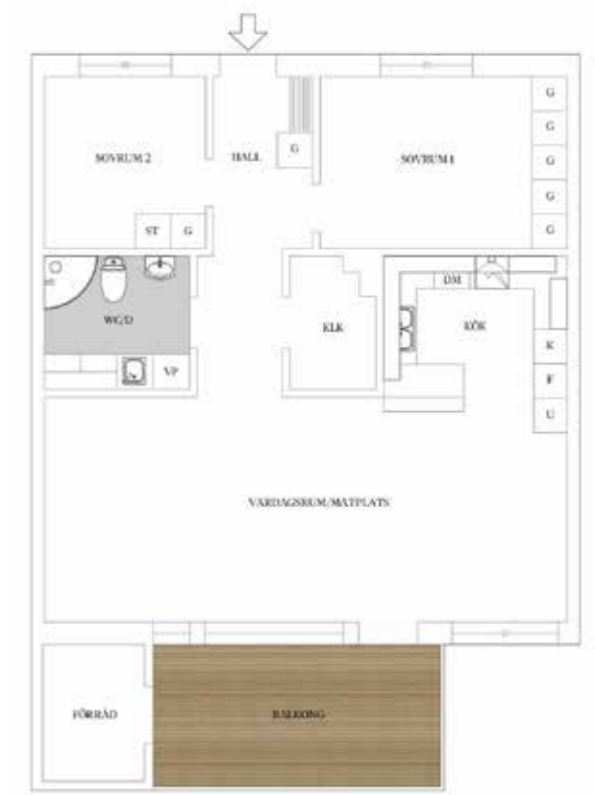 SOVRUM 2
HALL
G
SOVRUM 1
G
G
G
G
G
ST
G
WC/D
VP
KLK
DM
KÖK
K
F
U
VARDAGSRUM/MATPLATS
FÖRRÅD
BALKONG